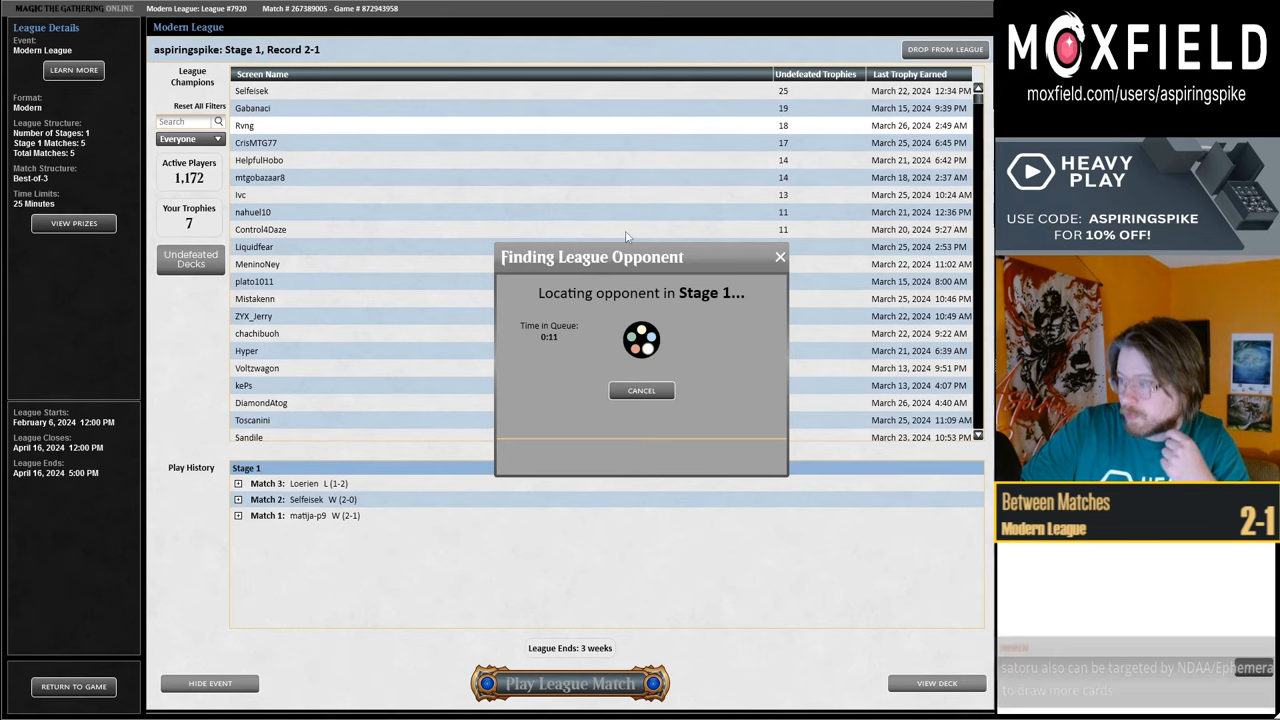 MAGIC THE GATHERING ONLINE
Modern League: League #7920
Match # 267389005 - Game # 872943958
League Details
Event:
Modern League
LEARN MORE
Format:
Modern
League Structure:
Number of Stages: 1
Stage 1 Matches: 5
Total Matches: 5
Match Structure:
Best-of-3
Time Limits:
25 Minutes
VIEW PRIZES
League Starts:
February 6, 2024 12:00 PM
League Closes:
April 16, 2024 12:00 PM
League Ends:
April 16, 2024 5:00 PM
RETURN TO GAME
Modern League
aspiringspike: Stage 1, Record 2-1
DROP FROM LEAGUE
League
Champions
Reset All Filters
Search
Everyone
Active Players
1,172
Your Trophies
7
Undefeated
Decks
Screen Name Undefeated Trophies Last Trophy Earned
Selfeisek 25 March 22, 2024 12:34 PM
Gabanaci 19 March 15, 2024 9:39 PM
Rvng 18 March 26, 2024 2:49 AM
CrisMTG77 17 March 25, 2024 6:45 PM
HelpfulHobo 14 March 21, 2024 6:42 PM
mtgobazaar8 14 March 18, 2024 2:37 AM
lvc 13 March 25, 2024 10:24 AM
nahuel10 11 March 21, 2024 12:36 PM
Control4Daze 11 March 20, 2024 9:27 AM
Liquidfear March 25, 2024 2:53 PM
MeninoNey March 22, 2024 11:02 AM
plato1011 March 15, 2024 8:00 AM
Mistakenn March 25, 2024 10:46 PM
ZYX_Jerry March 22, 2024 10:49 AM
chachibuoh March 22, 2024 9:22 AM
Hyper March 21, 2024 6:39 AM
Voltzwagon March 13, 2024 9:51 PM
kePs March 13, 2024 4:07 PM
DiamondAtog March 26, 2024 4:40 AM
Toscanini March 25, 2024 11:09 AM
Sandile March 23, 2024 10:53 PM
Finding League Opponent
Locating opponent in Stage 1...
Time in Queue:
0:11
CANCEL
Play History
Stage 1
Match 3: Loerien L (1-2)
Match 2: Selfeisek W (2-0)
Match 1: matija-p9 W (2-1)
League Ends: 3 weeks
HIDE EVENT
Play League Match
VIEW DECK
MOXFIELD
moxfield.com/users/aspiringspike
HEAVY
PLAY
USE CODE: ASPIRINGSPIKE
FOR 10% OFF!
Between Matches
Modern League
2-1
satoru also can be targeted by NDAA/Ephemera
to draw more cards